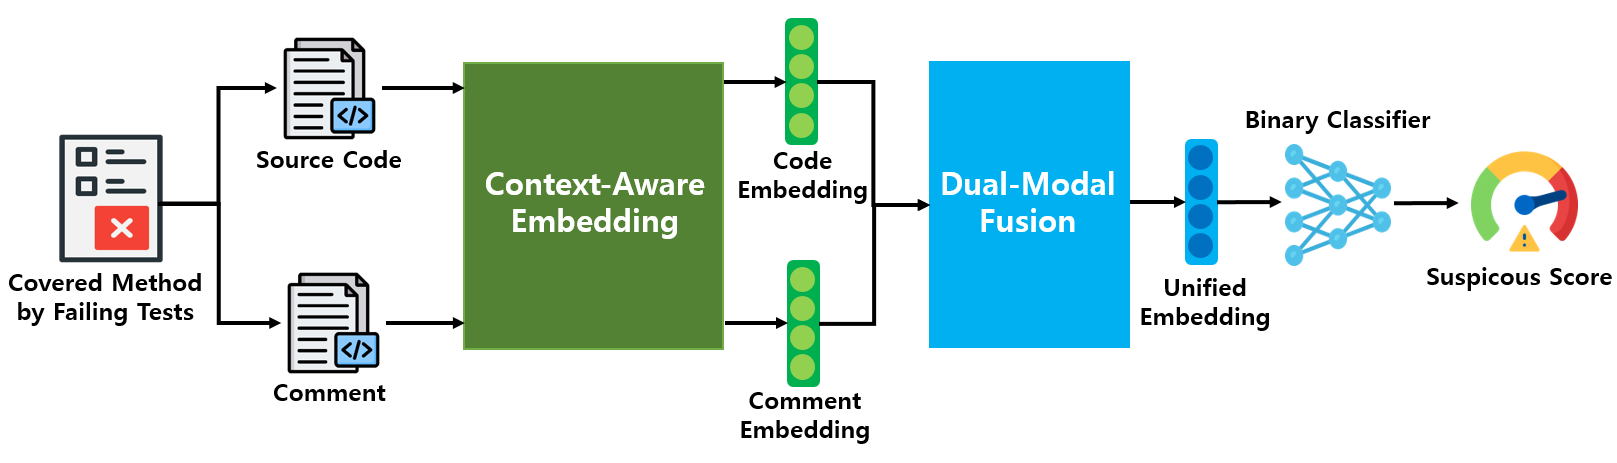 Covered Method
by Failing Tests
Source Code
</>
Comment
</>
Context-Aware
Embedding
Code
Embedding
Comment
Embedding
Dual-Modal
Fusion
Unified
Embedding
Binary Classifier
Suspicous Score